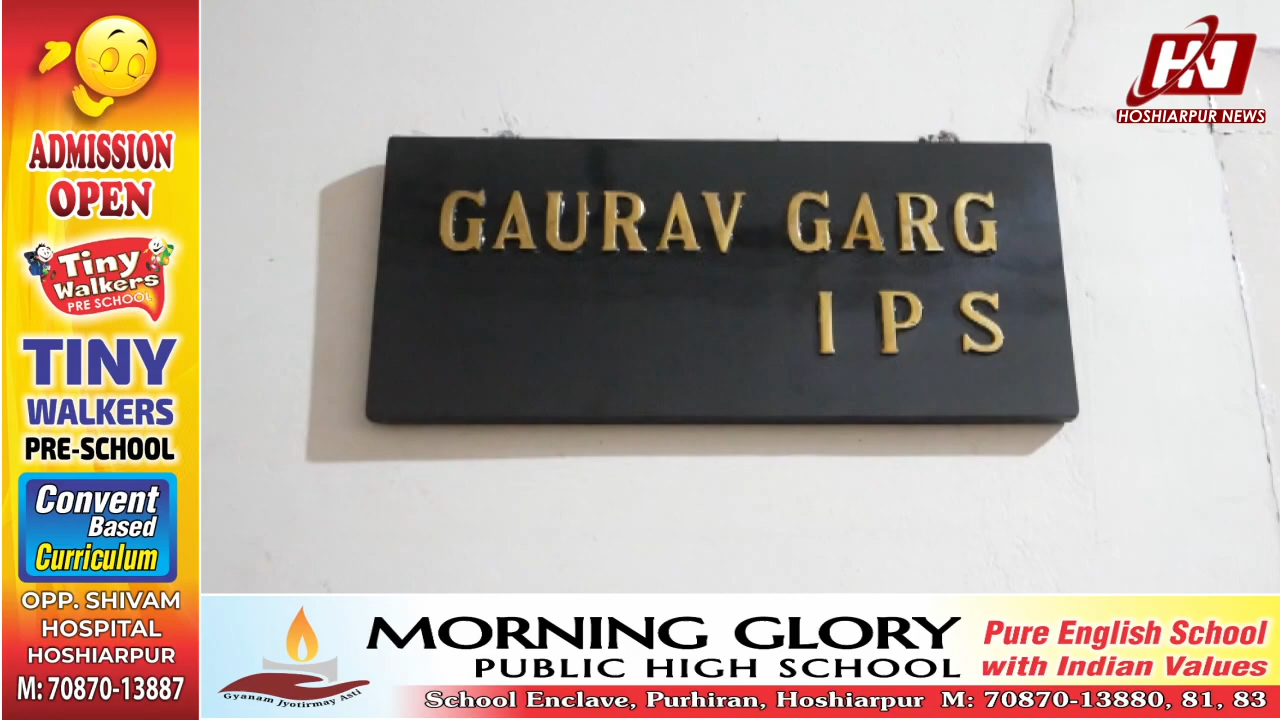 ADMISSION
OPEN
Tiny
Walkers
PRE SCHOOL
TINY
WALKERS
PRE-SCHOOL
Convent
Based
Curriculum
OPP. SHIVAM
HOSPITAL
HOSHIARPUR
M: 70870-13887
HN
HOSHIARPUR NEWS
GAURAV GARG
IPS
Gyanam Jyotirmay Asti
MORNING GLORY
PUBLIC HIGH SCHOOL
Pure English School
with Indian Values
School Enclave, Purhiran, Hoshiarpur M: 70870-13880, 81, 83